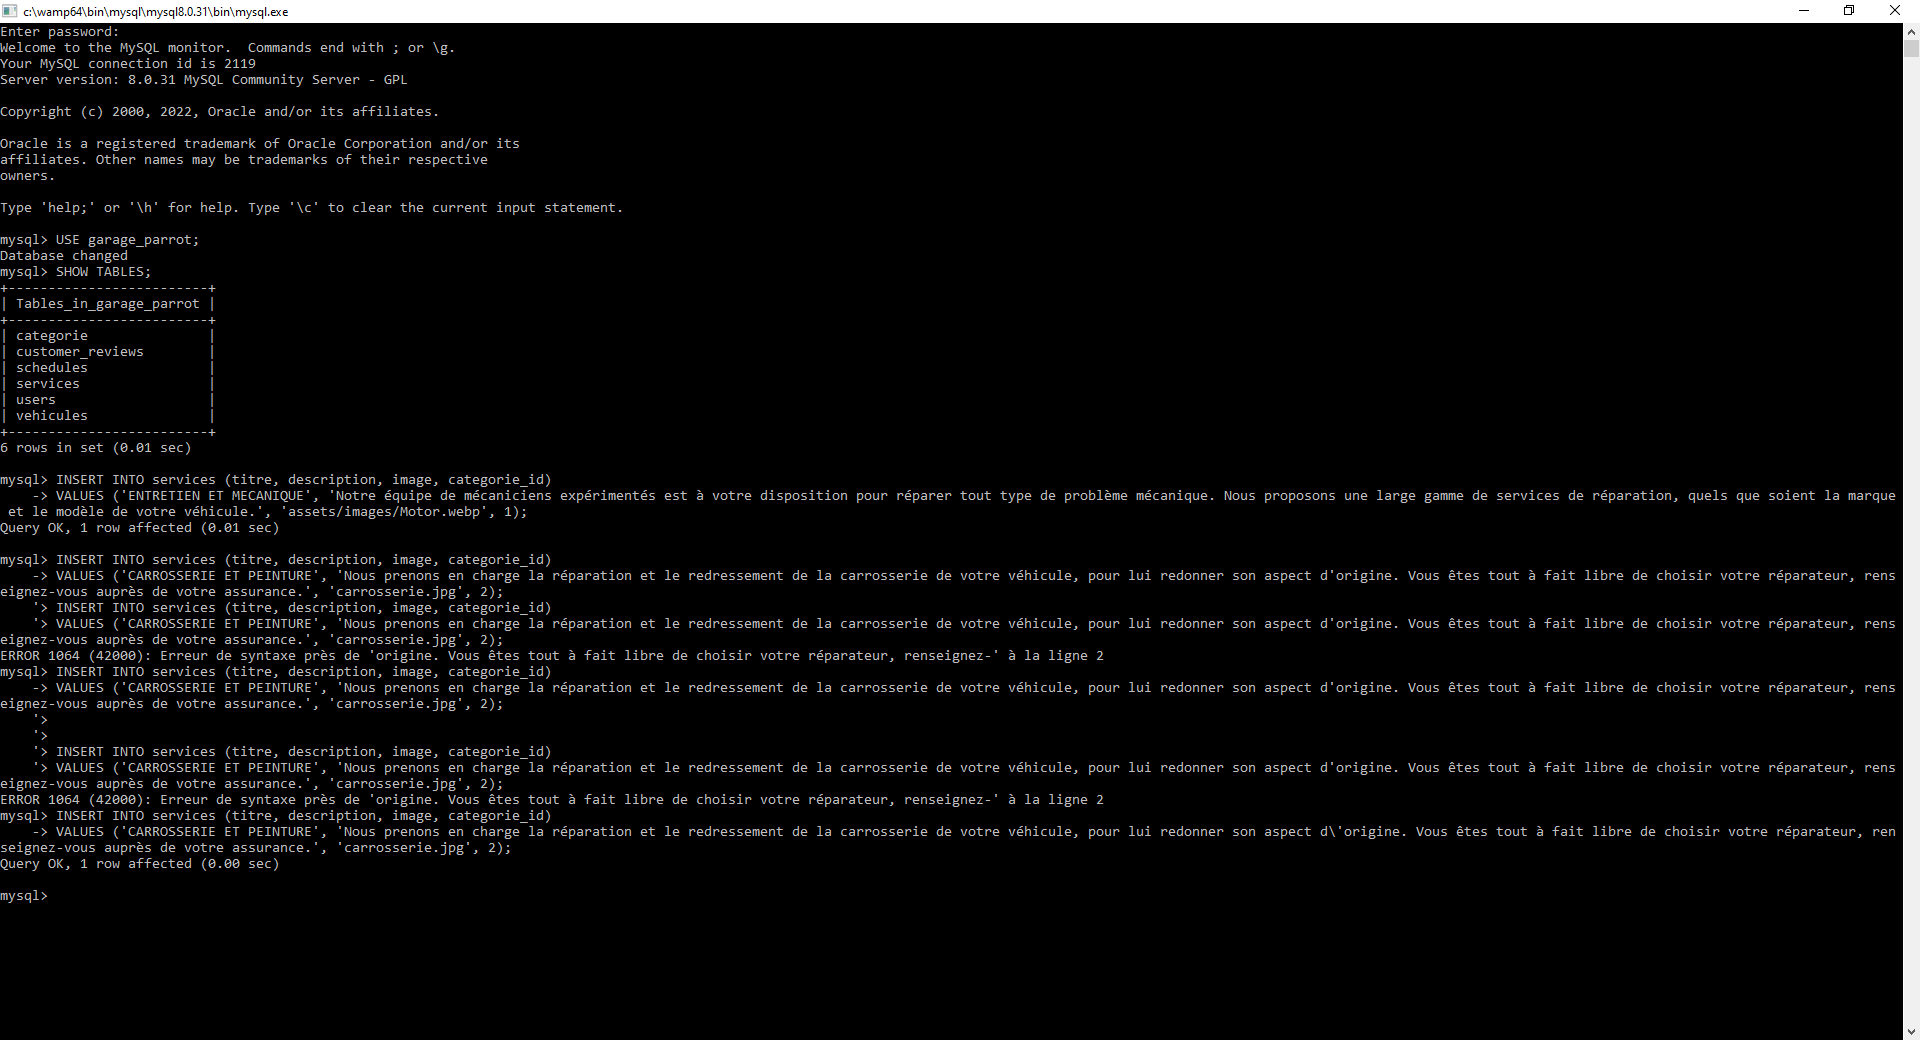 c:\wamp64\bin\mysql\mysql8.0.31\bin\mysql.exe
Enter password:
Welcome to the MySQL monitor.  Commands end with ; or \g.
Your MySQL connection id is 2119
Server version: 8.0.31 MySQL Community Server - GPL

Copyright (c) 2000, 2022, Oracle and/or its affiliates.

Oracle is a registered trademark of Oracle Corporation and/or its
affiliates. Other names may be trademarks of their respective
owners.

Type 'help;' or '\h' for help. Type '\c' to clear the current input statement.

mysql> USE garage_parrot;
Database changed
mysql> SHOW TABLES;
+-------------------------+
| Tables_in_garage_parrot |
+-------------------------+
| categorie               |
| customer_reviews        |
| schedules               |
| services                |
| users                   |
| vehicules               |
+-------------------------+
6 rows in set (0.01 sec)

mysql> INSERT INTO services (titre, description, image, categorie_id)
    -> VALUES ('ENTRETIEN ET MECANIQUE', 'Notre équipe de mécaniciens expérimentés est à votre disposition pour réparer tout type de problème mécanique. Nous proposons une large gamme de services de réparation, quels que soient la marque
 et le modèle de votre véhicule.', 'assets/images/Motor.webp', 1);
Query OK, 1 row affected (0.01 sec)

mysql> INSERT INTO services (titre, description, image, categorie_id)
    -> VALUES ('CARROSSERIE ET PEINTURE', 'Nous prenons en charge la réparation et le redressement de la carrosserie de votre véhicule, pour lui redonner son aspect d'origine. Vous êtes tout à fait libre de choisir votre réparateur, rens
eignez-vous auprès de votre assurance.', 'carrosserie.jpg', 2);
    '> INSERT INTO services (titre, description, image, categorie_id)
    '> VALUES ('CARROSSERIE ET PEINTURE', 'Nous prenons en charge la réparation et le redressement de la carrosserie de votre véhicule, pour lui redonner son aspect d'origine. Vous êtes tout à fait libre de choisir votre réparateur, rens
eignez-vous auprès de votre assurance.', 'carrosserie.jpg', 2);
ERROR 1064 (42000): Erreur de syntaxe près de 'origine. Vous êtes tout à fait libre de choisir votre réparateur, renseignez-' à la ligne 2
mysql> INSERT INTO services (titre, description, image, categorie_id)
    -> VALUES ('CARROSSERIE ET PEINTURE', 'Nous prenons en charge la réparation et le redressement de la carrosserie de votre véhicule, pour lui redonner son aspect d'origine. Vous êtes tout à fait libre de choisir votre réparateur, rens
eignez-vous auprès de votre assurance.', 'carrosserie.jpg', 2);
    '>
    '>
    '> INSERT INTO services (titre, description, image, categorie_id)
    '> VALUES ('CARROSSERIE ET PEINTURE', 'Nous prenons en charge la réparation et le redressement de la carrosserie de votre véhicule, pour lui redonner son aspect d'origine. Vous êtes tout à fait libre de choisir votre réparateur, rens
eignez-vous auprès de votre assurance.', 'carrosserie.jpg', 2);
ERROR 1064 (42000): Erreur de syntaxe près de 'origine. Vous êtes tout à fait libre de choisir votre réparateur, renseignez-' à la ligne 2
mysql> INSERT INTO services (titre, description, image, categorie_id)
    -> VALUES ('CARROSSERIE ET PEINTURE', 'Nous prenons en charge la réparation et le redressement de la carrosserie de votre véhicule, pour lui redonner son aspect d\'origine. Vous êtes tout à fait libre de choisir votre réparateur, ren
seignez-vous auprès de votre assurance.', 'carrosserie.jpg', 2);
Query OK, 1 row affected (0.00 sec)

mysql>